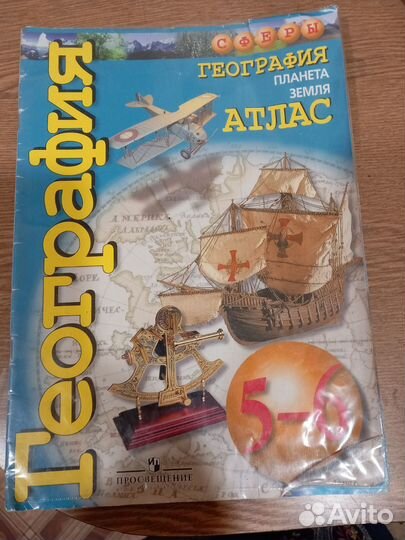 СФЕРЫ
ГЕОГРАФИЯ
ПЛАНЕТА
ЗЕМЛЯ
АТЛАС
География
5-6
ПРОСВЕЩЕНИЕ
Avito